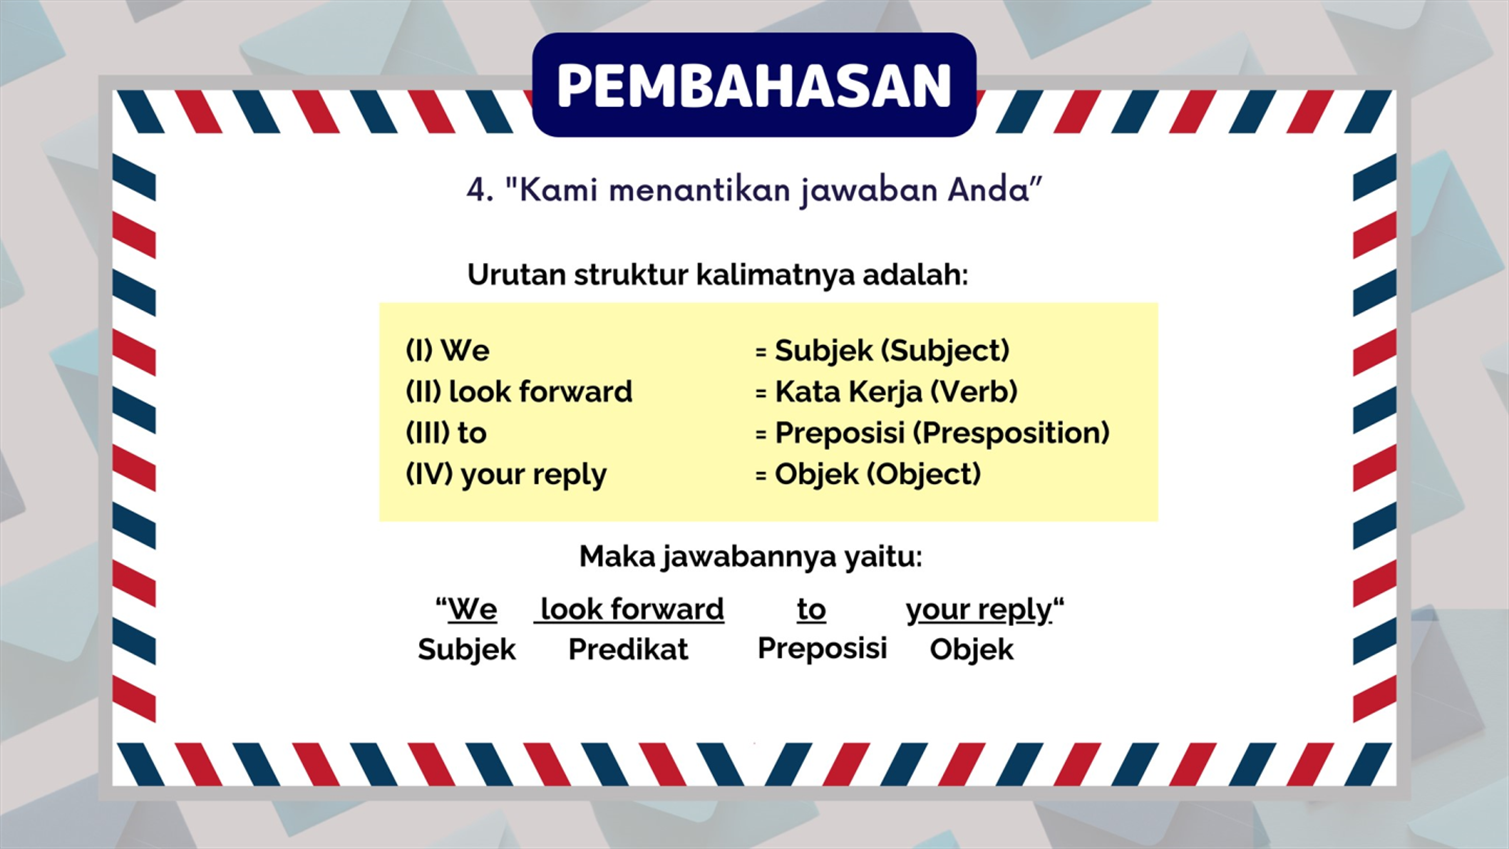 PEMBAHASAN
4. "Kami menantikan jawaban Anda”
Urutan struktur kalimatnya adalah:
(I) We = Subjek (Subject)
(II) look forward = Kata Kerja (Verb)
(III) to = Preposisi (Presposition)
(IV) your reply = Objek (Object)
Maka jawabannya yaitu:
“We look forward to your reply“
Subjek Predikat Preposisi Objek